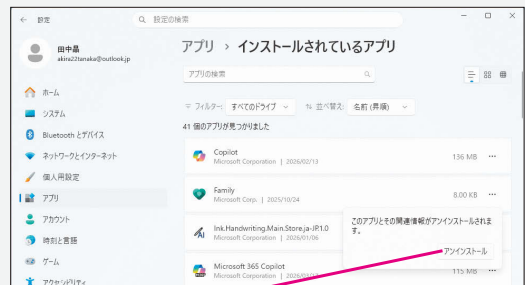 ← 設定
設定の検索
田中晶
akira22tanaka@outlook.jp
アプリ › インストールされているアプリ
アプリの検索
ホーム
システム
Bluetooth とデバイス
ネットワークとインターネット
個人用設定
アプリ
アカウント
時刻と言語
ゲーム
アクセシビリティ
フィルター: すべてのドライブ
並べ替え: 名前 (昇順)
41 個のアプリが見つかりました
Copilot
Microsoft Corporation | 2026/02/13
136 MB
Family
Microsoft Corp. | 2025/10/24
8.00 KB
Ink.Handwriting.Main.Store.ja-JP.1.0
Microsoft Corporation | 2026/01/06
このアプリとその関連情報がアンインストールされま
す。
アンインストール
Microsoft 365 Copilot
Microsoft Corporation
115 MB